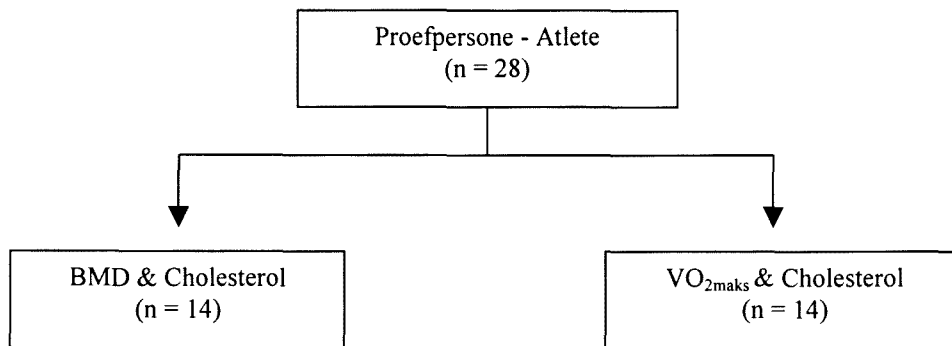 Proefpersone - Atlete
(n = 28)
BMD & Cholesterol
(n = 14)
VO₂maks & Cholesterol
(n = 14)